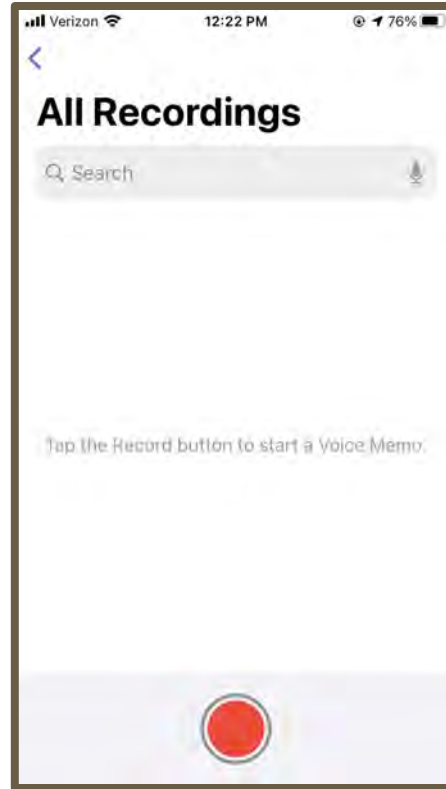 Verizon 12:22 PM 76%
All Recordings
Search
Tap the Record button to start a Voice Memo.